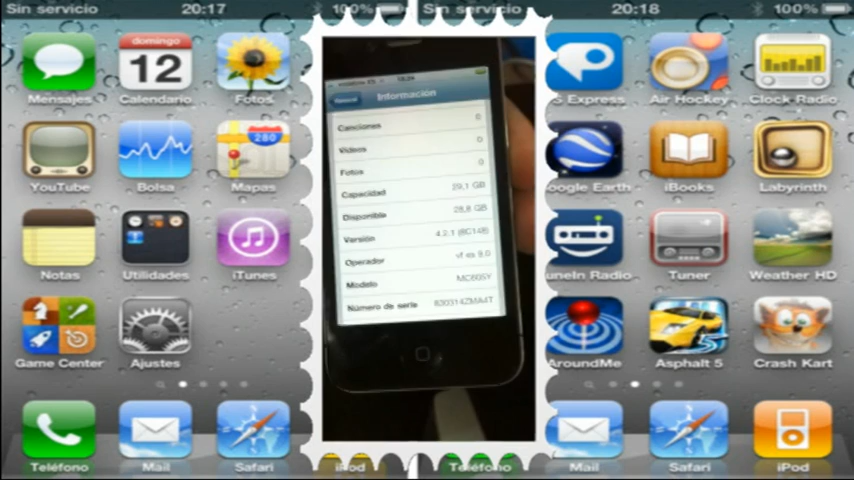 Sin servicio 20:17 100%
domingo
12
Mensajes Calendario Fotos
280
YouTube Bolsa Mapas
Notas Utilidades iTunes
Game Center Ajustes
Teléfono Mail Safari iPod
Información
Canciones 0
Vídeos 0
Fotos 0
Capacidad 29,1 GB
Disponible 28,8 GB
Versión 4.2.1 (8C148)
Operador vf es 9.0
Modelo
Número de serie
Sin servicio 20:18 100%
S Express Air Hockey Clock Radio
oogle Earth iBooks Labyrinth
uneIn Radio Tuner Weather HD
AroundMe Asphalt 5 Crash Kart
Teléfono Mail Safari iPod